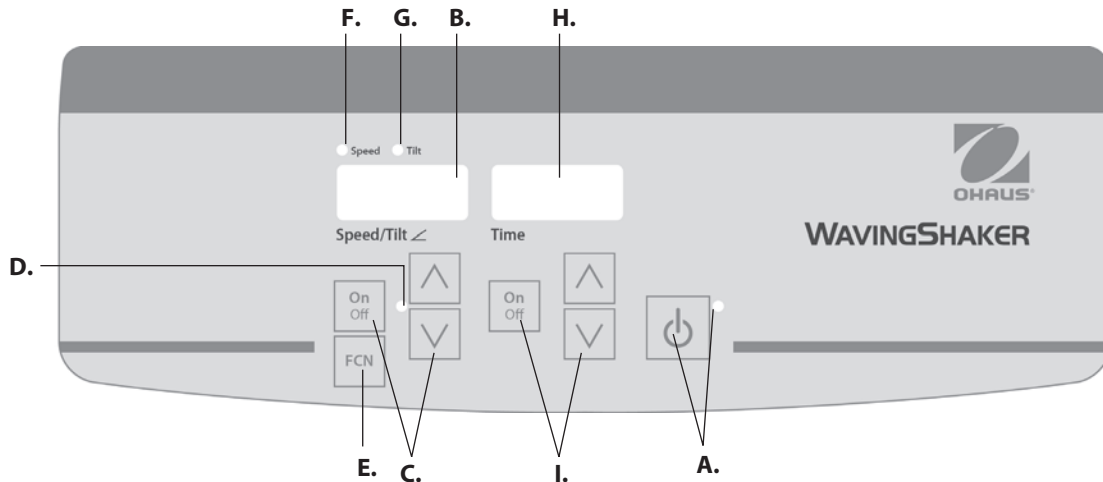 F. G. B. H.
Speed Tilt
OHAUS®
Speed/Tilt Time
WAVINGSHAKER
D.
On
Off
On
Off
FCN
E. C. I. A.